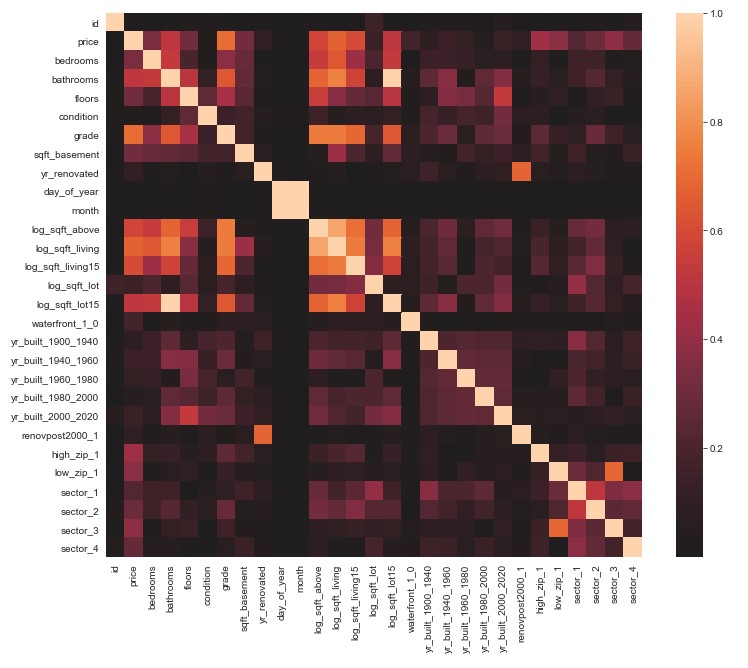 id
price
bedrooms
bathrooms
floors
condition
grade
sqft_basement
yr_renovated
day_of_year
month
log_sqft_above
log_sqft_living
log_sqft_living15
log_sqft_lot
log_sqft_lot15
waterfront_1_0
yr_built_1900_1940
yr_built_1940_1960
yr_built_1960_1980
yr_built_1980_2000
yr_built_2000_2020
renovpost2000_1
high_zip_1
low_zip_1
sector_1
sector_2
sector_3
sector_4
id
price
bedrooms
bathrooms
floors
condition
grade
sqft_basement
yr_renovated
day_of_year
month
log_sqft_above
log_sqft_living
log_sqft_living15
log_sqft_lot
log_sqft_lot15
waterfront_1_0
yr_built_1900_1940
yr_built_1940_1960
yr_built_1960_1980
yr_built_1980_2000
yr_built_2000_2020
renovpost2000_1
high_zip_1
low_zip_1
sector_1
sector_2
sector_3
sector_4
1.0
0.8
0.6
0.4
0.2